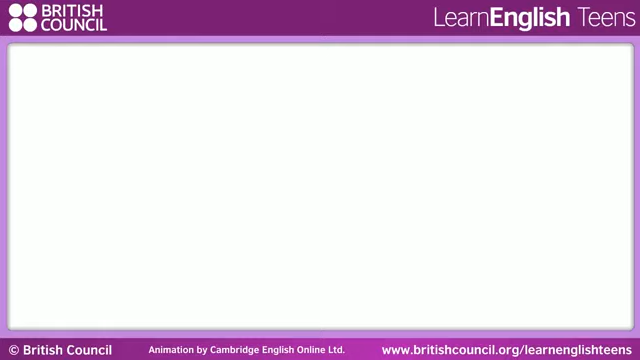 BRITISH
COUNCIL
LearnEnglish Teens
© British Council
Animation by Cambridge English Online Ltd.
www.britishcouncil.org/learnenglishteens